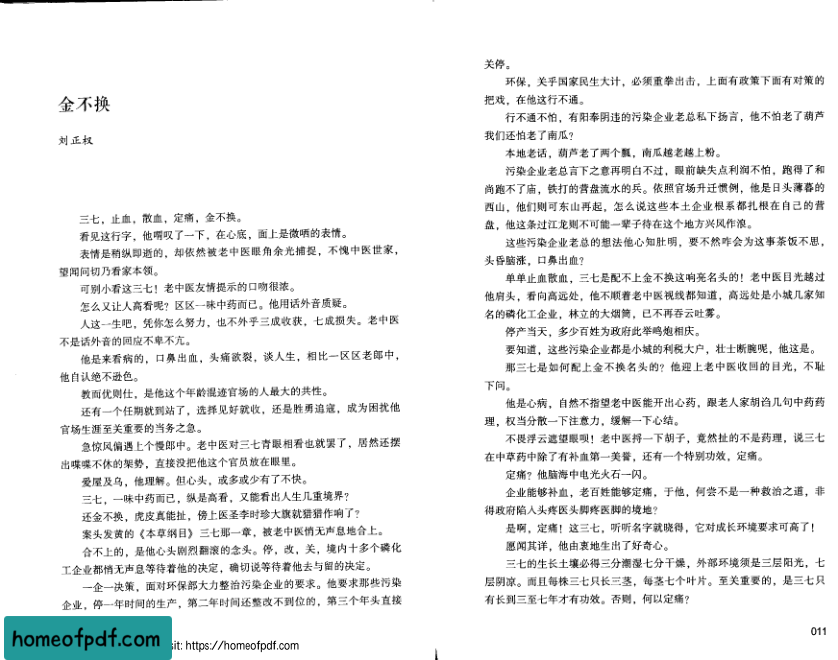 金不换
刘正权
三七，止血，散血，定痛，金不换。
看见这行字，他喟叹了一下，在心底，面上是微哂的表情。
表情是稍纵即逝的，却依然被老中医眼角余光捕捉，不愧中医世家，
望闻问切乃看家本领。
可别小看这三七！老中医友情提示的口吻很浓。
怎么又让人高看呢？区区一味中药而已。他用话外音质疑。
人这一生吧，凭你怎么努力，也不外乎三成收获，七成损失。老中医
不是话外音的回应不卑不亢。
他是来看病的，口鼻出血，头痛欲裂，谈人生，相比一区区老郎中，
他自认绝不逊色。
教而优则仕，是他这个年龄混迹官场的人最大的共性。
还有一个任期就到站了，选择见好就收，还是胜勇追寇，成为困扰他
官场生涯至关重要的当务之急。
急惊风偏遇上个慢郎中。老中医对三七青眼相看也就罢了，居然还摆
出喋喋不休的架势，直接没把他这个官员放在眼里。
爱屋及乌，他理解。但心头，或多或少有了不快。
三七，一味中药而已，纵是高看，又能看出人生几重境界？
还金不换，虎皮真能扯，傍上医圣李时珍大旗就猎猎作响了？
案头发黄的《本草纲目》三七那一章，被老中医悄无声息地合上。
合不上的，是他心头剧烈翻滚的念头。停，改，关，境内十多个磷化
工企业都悄无声息等待着他的决定，确切说等待着他去与留的决定。
一企一决策，面对环保部大力整治污染企业的要求。他要求那些污染
企业，停一年时间的生产，第二年时间还整改不到位的，第三个年头直接
关停。
环保，关乎国家民生大计，必须重拳出击，上面有政策下面有对策的
把戏，在他这行不通。
行不通不怕，有阳奉阴违的污染企业老总私下扬言，他不怕老了葫芦
我们还怕老了南瓜？
本地老话，葫芦老了两个瓢，南瓜越老越上粉。
污染企业老总言下之意再明白不过，眼前缺失点利润不怕，跑得了和
尚跑不了庙，铁打的营盘流水的兵。依照官场升迁惯例，他是日头薄暮的
西山，他们则可东山再起，怎么说这些本土企业根系都扎根在自己的营
盘，他这条过江龙则不可能一辈子待在这个地方兴风作浪。
这些污染企业老总的想法他心知肚明，要不然咋会为这事茶饭不思，
头昏脑涨，口鼻出血？
单单止血散血，三七是配不上金不换这响亮名头的！老中医目光越过
他肩头，看向高远处，他不顺着老中医视线都知道，高远处是小城几家知
名的磷化工企业，林立的大烟筒，已不再吞云吐雾。
停产当天，多少百姓为政府此举鸣炮相庆。
要知道，这些污染企业都是小城的利税大户，壮士断腕呢，他这是。
那三七是如何配上金不换名头的？他迎上老中医收回的目光，不耻
下问。
他是心病，自然不指望老中医能开出心药，跟老人家胡诌几句中药药
理，权当分散一下注意力，缓解一下心结。
不畏浮云遮望眼呗！老中医捋一下胡子，竟然扯的不是药理，说三七
在中草药中除了有补血第一美誉，还有一个特别功效，定痛。
定痛？他脑海中电光火石一闪。
企业能够补血，老百姓能够定痛，于他，何尝不是一种救治之道，非
得政府陷入头疼医头脚疼医脚的境地？
是啊，定痛！这三七，听听名字就晓得，它对成长环境要求可高了！
愿闻其详，他由衷地生出了好奇心。
三七的生长土壤必得三分潮湿七分干燥，外部环境须是三层阳光，七
层阴凉。而且每株三七只长三茎，每茎七个叶片。至关重要的，是三七只
有长到三至七年才有功效。否则，何以定痛？
011
homeofpdf.com
sit: https://homeofpdf.com